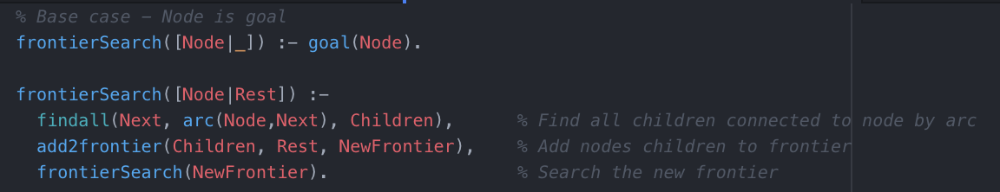 % Base case - Node is goal
frontierSearch([Node|_]) :- goal(Node).
frontierSearch([Node|Rest]) :-
findall(Next, arc(Node,Next), Children), % Find all children connected to node by arc
add2frontier(Children, Rest, NewFrontier), % Add nodes children to frontier
frontierSearch(NewFrontier). % Search the new frontier